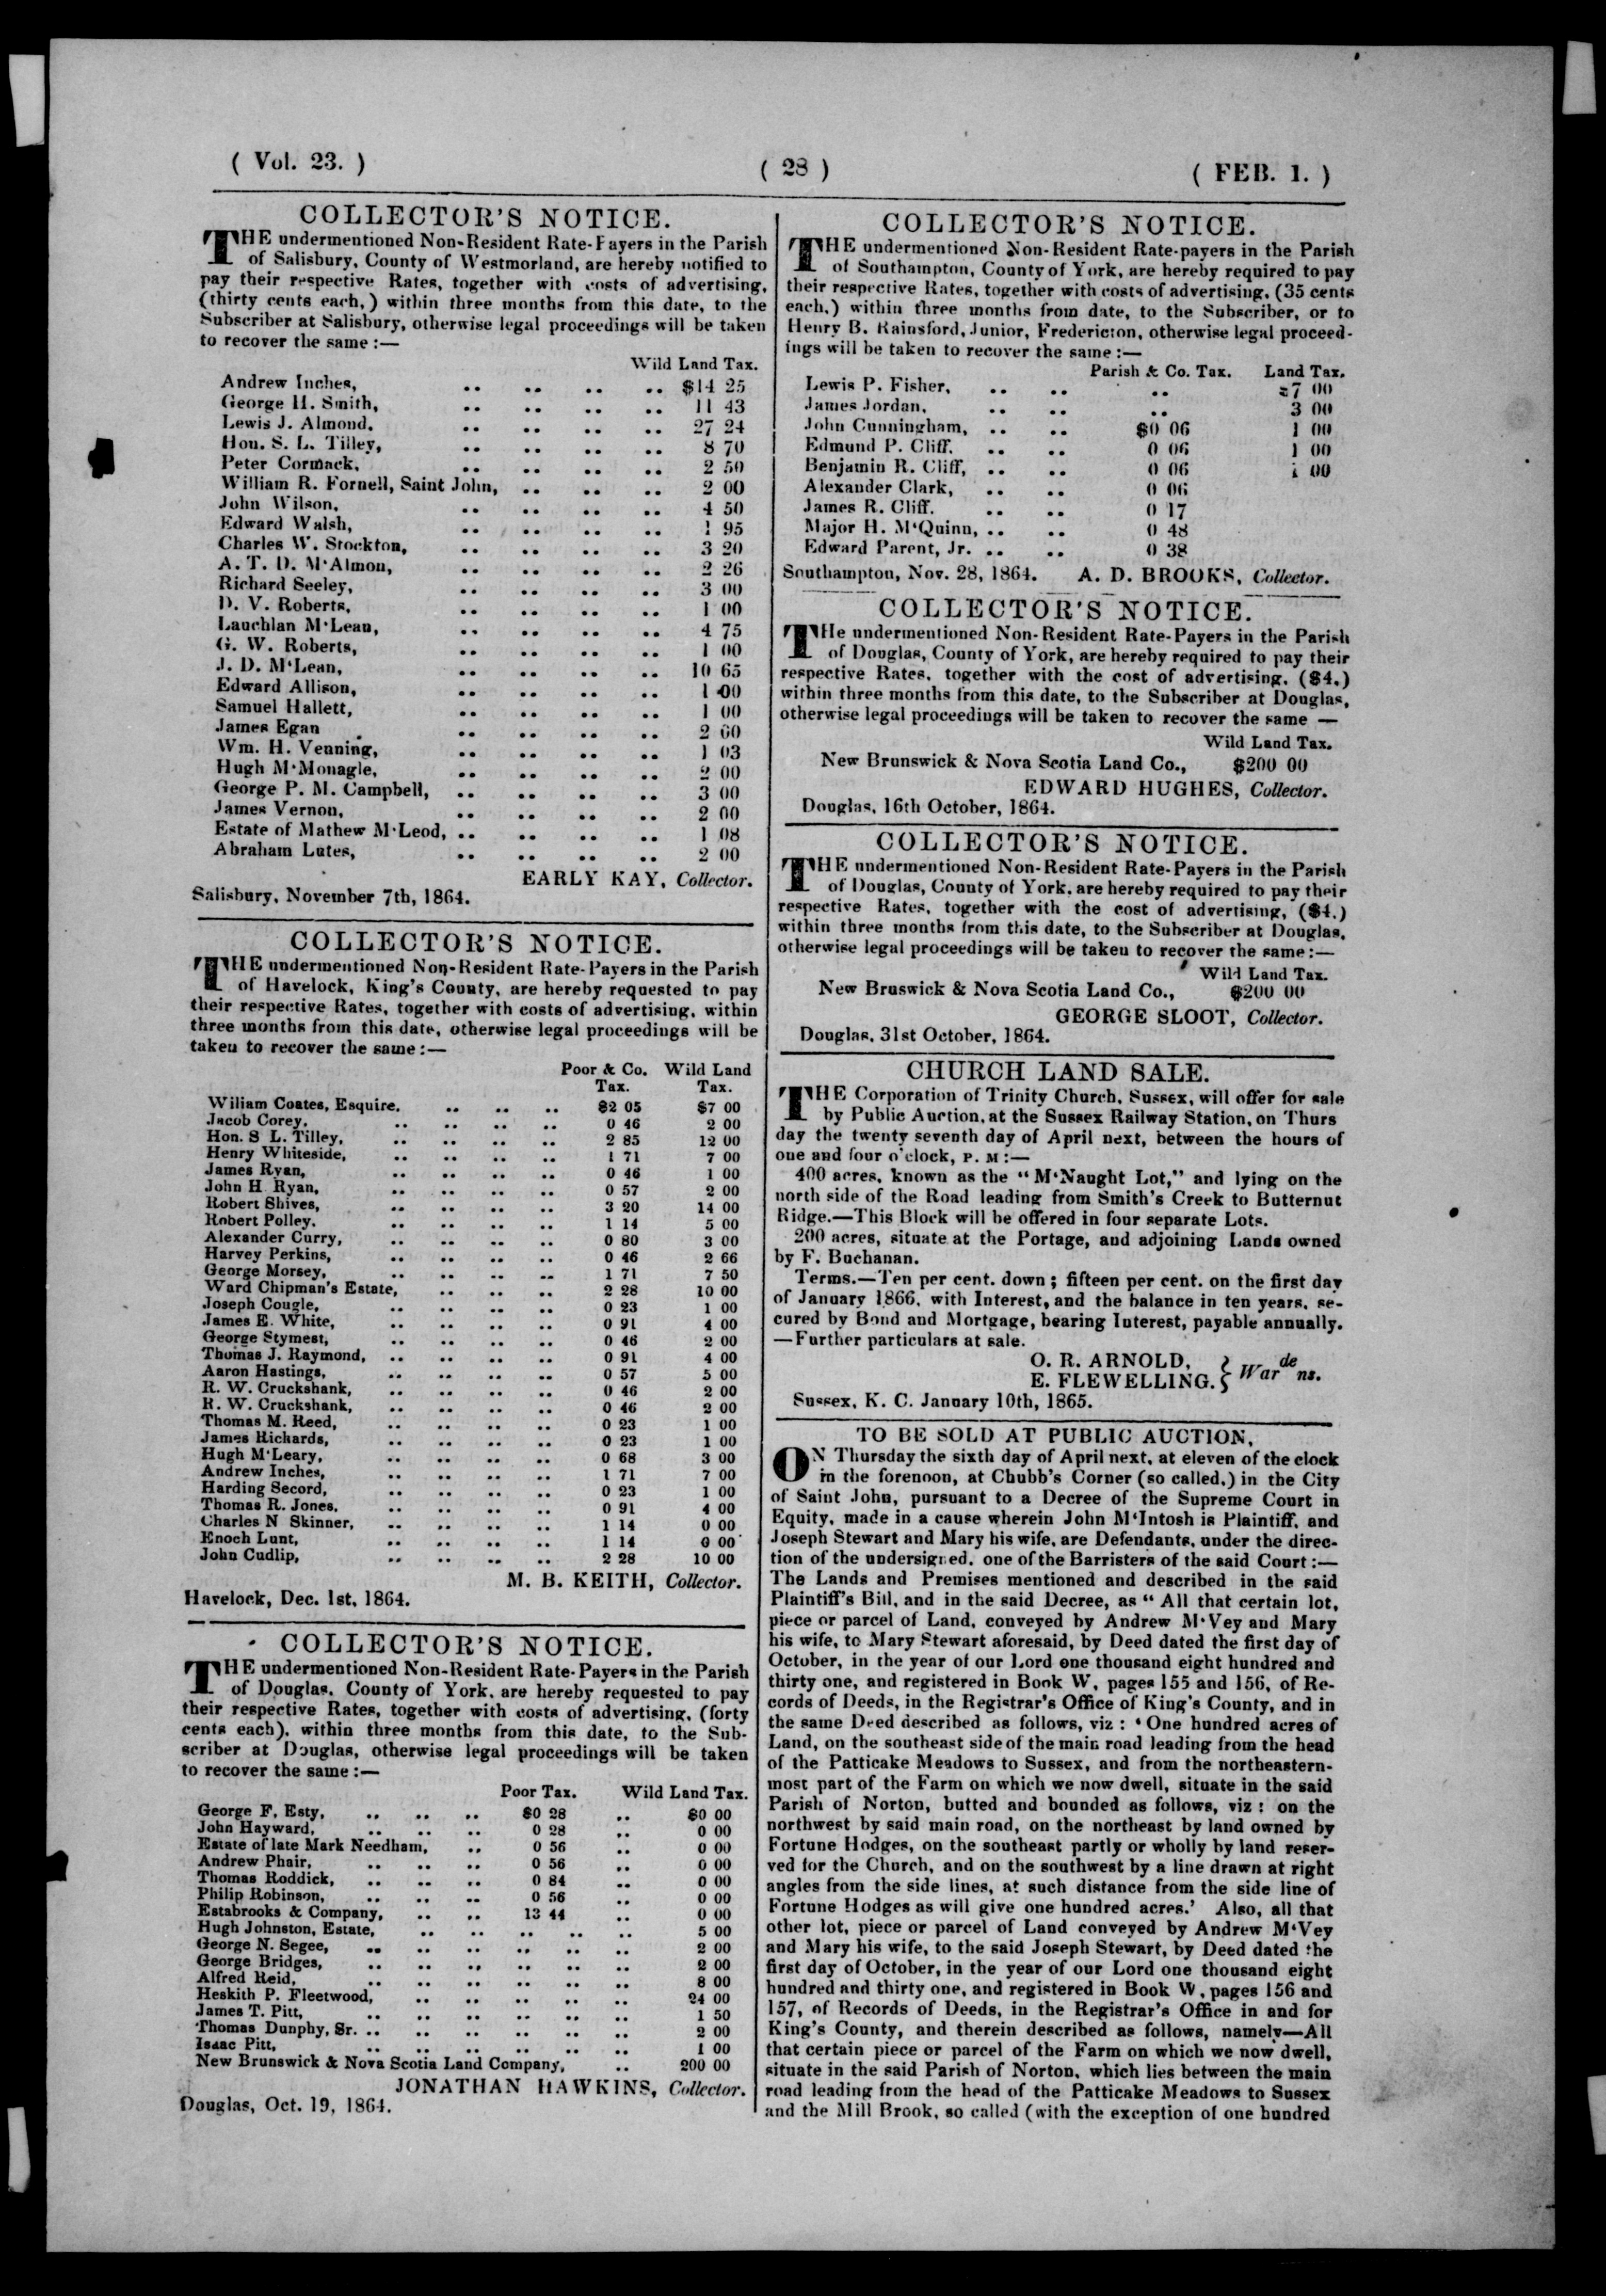 ( Vol. 23. )
( 28 )
( FEB. 1. )
COLLECTOR'S NOTICE.
THE undermentioned Non-Resident Rate-Payers in the Parish
of Salisbury, County of Westmorland, are hereby notified to
pay their respective Rates, together with costs of advertising,
(thirty cents each,) within three months from this date, to the
Subscriber at Salisbury, otherwise legal proceedings will be taken
to recover the same :—
Wild Land Tax.
Andrew Inches, .. .. .. .. $14 25
George H. Smith, .. .. .. .. 11 43
Lewis J. Almond, .. .. .. .. 27 24
Hon. S. L. Tilley, .. .. .. .. 8 70
Peter Cormack, .. .. .. .. 2 50
William R. Fornell, Saint John, .. .. .. 2 00
John Wilson, .. .. .. .. 4 50
Edward Walsh, .. .. .. .. 1 95
Charles W. Stockton, .. .. .. .. 3 20
A. T. D. M'Almon, .. .. .. .. 2 26
Richard Seeley, .. .. .. .. 3 00
D. V. Roberts, .. .. .. .. 1 00
Lauchlan M'Lean, .. .. .. .. 4 75
G. W. Roberts, .. .. .. .. 1 00
J. D. M'Lean, .. .. .. .. 10 65
Edward Allison, .. .. .. .. 1 00
Samuel Hallett, .. .. .. .. 1 00
James Egan .. .. .. .. 2 60
Wm. H. Venning, .. .. .. .. 1 03
Hugh M'Monagle, .. .. .. .. 2 00
George P. M. Campbell, .. .. .. .. 3 00
James Vernon, .. .. .. .. 2 00
Estate of Mathew M'Leod, .. .. .. .. 1 08
Abraham Lutes, .. .. .. .. 2 00
EARLY KAY, Collector.
Salisbury, November 7th, 1864.
COLLECTOR'S NOTICE.
THE undermentioned Non-Resident Rate-Payers in the Parish
of Havelock, King's County, are hereby requested to pay
their respective Rates, together with costs of advertising, within
three months from this date, otherwise legal proceedings will be
taken to recover the same :—
Poor & Co. Wild Land
Tax. Tax.
Wiliam Coates, Esquire. .. .. .. $2 05 $7 00
Jacob Corey, .. .. .. .. 0 46 2 00
Hon. S L. Tilley, .. .. .. .. 2 85 12 00
Henry Whiteside, .. .. .. .. 1 71 7 00
James Ryan, .. .. .. .. 0 46 1 00
John H Ryan, .. .. .. .. 0 57 2 00
Robert Shives, .. .. .. .. 3 20 14 00
Robert Polley. .. .. .. .. 1 14 5 00
Alexander Curry, .. .. .. .. 0 80 3 00
Harvey Perkins, .. .. .. .. 0 46 2 66
George Morsey, .. .. .. .. 1 71 7 50
Ward Chipman's Estate, .. .. .. 2 28 10 00
Joseph Cougle, .. .. .. .. 0 23 1 00
James E. White, .. .. .. .. 0 91 4 00
George Stymest, .. .. .. .. 0 46 2 00
Thomas J. Raymond, .. .. .. .. 0 91 4 00
Aaron Hastings, .. .. .. .. 0 57 5 00
R. W. Cruckshank, .. .. .. .. 0 46 2 00
R. W. Cruckshank, .. .. .. .. 0 46 2 00
Thomas M. Reed, .. .. .. .. 0 23 1 00
James Richards, .. .. .. .. 0 23 1 00
Hugh M'Leary, .. .. .. .. 0 68 3 00
Andrew Inches, .. .. .. .. 1 71 7 00
Harding Secord, .. .. .. .. 0 23 1 00
Thomas R. Jones, .. .. .. .. 0 91 4 00
Charles N Skinner, .. .. .. .. 1 14 0 00
Enoch Lunt, .. .. .. .. 1 14 0 00
John Cudlip, .. .. .. .. 2 28 10 00
M. B. KEITH, Collector.
Havelock, Dec. 1st, 1864.
COLLECTOR'S NOTICE.
THE undermentioned Non-Resident Rate-Payers in the Parish
of Douglas, County of York, are hereby requested to pay
their respective Rates, together with costs of advertising, (forty
cents each), within three months from this date, to the Sub-
scriber at Douglas, otherwise legal proceedings will be taken
to recover the same :—
Poor Tax. Wild Land Tax.
George F. Esty, .. .. .. $0 28 .. $0 00
John Hayward, .. .. .. 0 28 .. 0 00
Estate of late Mark Needham, .. 0 56 .. 0 00
Andrew Phair, .. .. .. 0 56 .. 0 00
Thomas Roddick, .. .. .. 0 84 .. 0 00
Philip Robinson, .. .. .. 0 56 .. 0 00
Estabrooks & Company, .. .. 13 44 .. 0 00
Hugh Johnston, Estate, .. .. .. .. .. 5 00
George N. Segee, .. .. .. .. .. .. 2 00
George Bridges, .. .. .. .. .. .. 2 00
Alfred Reid, .. .. .. .. .. .. 8 00
Heskith P. Fleetwood, .. .. .. .. .. 24 00
James T. Pitt, .. .. .. .. .. .. 1 50
Thomas Dunphy, Sr. .. .. .. .. .. .. 2 00
Isaac Pitt, .. .. .. .. .. .. 1 00
New Brunswick & Nova Scotia Land Company, .. 200 00
JONATHAN HAWKINS, Collector.
Douglas, Oct. 19, 1864.
COLLECTOR'S NOTICE.
THE undermentioned Non-Resident Rate-payers in the Parish
of Southampton, County of York, are hereby required to pay
their respective Rates, together with costs of advertising, (35 cents
each,) within three months from date, to the Subscriber, or to
Henry B. Rainsford, Junior, Fredericton, otherwise legal proceed-
ings will be taken to recover the same :—
Parish & Co. Tax. Land Tax.
Lewis P. Fisher, .. .. .. 7 00
James Jordan, .. .. .. 3 00
John Cunningham, .. .. $0 06 1 00
Edmund P. Cliff. .. .. 0 06 1 00
Benjamin R. Cliff, .. .. 0 06 1 00
Alexander Clark, .. .. 0 06
James R. Cliff. .. .. 0 17
Major H. M'Quinn, .. .. 0 48
Edward Parent, Jr. .. .. 0 38
Southampton, Nov. 28, 1864. A. D. BROOKS, Collector.
COLLECTOR'S NOTICE.
THe undermentioned Non-Resident Rate-Payers in the Parish
of Douglas, County of York, are hereby required to pay their
respective Rates, together with the cost of advertising, ($4,)
within three months from this date, to the Subscriber at Douglas,
otherwise legal proceedings will be taken to recover the same —
Wild Land Tax.
New Brunswick & Nova Scotia Land Co., $200 00
EDWARD HUGHES, Collector.
Douglas, 16th October, 1864.
COLLECTOR'S NOTICE.
THE undermentioned Non-Resident Rate-Payers in the Parish
of Douglas, County of York, are hereby required to pay their
respective Rates, together with the cost of advertising, ($4.)
within three months from this date, to the Subscriber at Douglas,
otherwise legal proceedings will be taken to recover the same:—
Wild Land Tax.
New Bruswick & Nova Scotia Land Co., $200 00
GEORGE SLOOT, Collector.
Douglas, 31st October, 1864.
CHURCH LAND SALE.
THE Corporation of Trinity Church, Sussex, will offer for sale
by Public Auction, at the Sussex Railway Station, on Thurs
day the twenty seventh day of April next, between the hours of
one and four o'clock, P. M :—
400 acres, known as the "M'Naught Lot," and lying on the
north side of the Road leading from Smith's Creek to Butternut
Ridge.—This Block will be offered in four separate Lots.
200 acres, situate at the Portage, and adjoining Lands owned
by F. Buchanan.
Terms.—Ten per cent. down ; fifteen per cent. on the first day
of January 1866, with Interest, and the balance in ten years, se-
cured by Bond and Mortgage, bearing Interest, payable annually.
—Further particulars at sale.
O. R. ARNOLD,
E. FLEWELLING. } Wardens.
Sussex, K. C. January 10th, 1865.
TO BE SOLD AT PUBLIC AUCTION,
ON Thursday the sixth day of April next, at eleven of the clock
in the forenoon, at Chubb's Corner (so called,) in the City
of Saint John, pursuant to a Decree of the Supreme Court in
Equity, made in a cause wherein John M'Intosh is Plaintiff, and
Joseph Stewart and Mary his wife, are Defendants, under the direc-
tion of the undersigned, one of the Barristers of the said Court :—
The Lands and Premises mentioned and described in the said
Plaintiff's Bill, and in the said Decree, as "All that certain lot,
piece or parcel of Land, conveyed by Andrew M'Vey and Mary
his wife, to Mary Stewart aforesaid, by Deed dated the first day of
October, in the year of our Lord one thousand eight hundred and
thirty one, and registered in Book W, pages 155 and 156, of Re-
cords of Deeds, in the Registrar's Office of King's County, and in
the same Deed described as follows, viz : 'One hundred acres of
Land, on the southeast side of the main road leading from the head
of the Patticake Meadows to Sussex, and from the northeastern-
most part of the Farm on which we now dwell, situate in the said
Parish of Norton, butted and bounded as follows, viz : on the
northwest by said main road, on the northeast by land owned by
Fortune Hodges, on the southeast partly or wholly by land reser-
ved for the Church, and on the southwest by a line drawn at right
angles from the side lines, at such distance from the side line of
Fortune Hodges as will give one hundred acres.' Also, all that
other lot, piece or parcel of Land conveyed by Andrew M'Vey
and Mary his wife, to the said Joseph Stewart, by Deed dated the
first day of October, in the year of our Lord one thousand eight
hundred and thirty one, and registered in Book W, pages 156 and
157, of Records of Deeds, in the Registrar's Office in and for
King's County, and therein described as follows, namely—All
that certain piece or parcel of the Farm on which we now dwell,
situate in the said Parish of Norton, which lies between the main
road leading from the head of the Patticake Meadows to Sussex
and the Mill Brook, so called (with the exception of one hundred